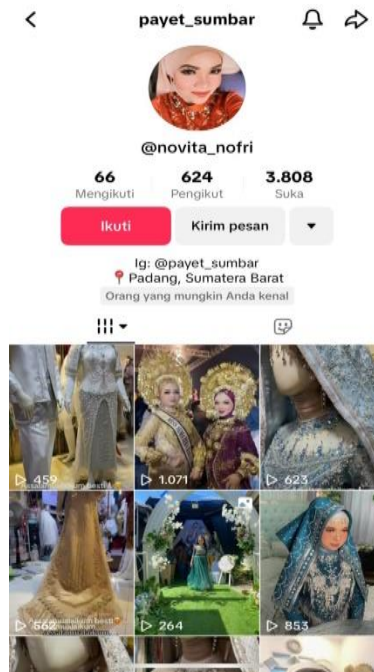 payet_sumbar
@novita_nofri
66 624 3.808
Mengikuti Pengikut Suka
Ikuti Kirim pesan
Ig: @payet_sumbar
Padang, Sumatera Barat
Orang yang mungkin Anda kenal
459 1.071 623
562 264 853